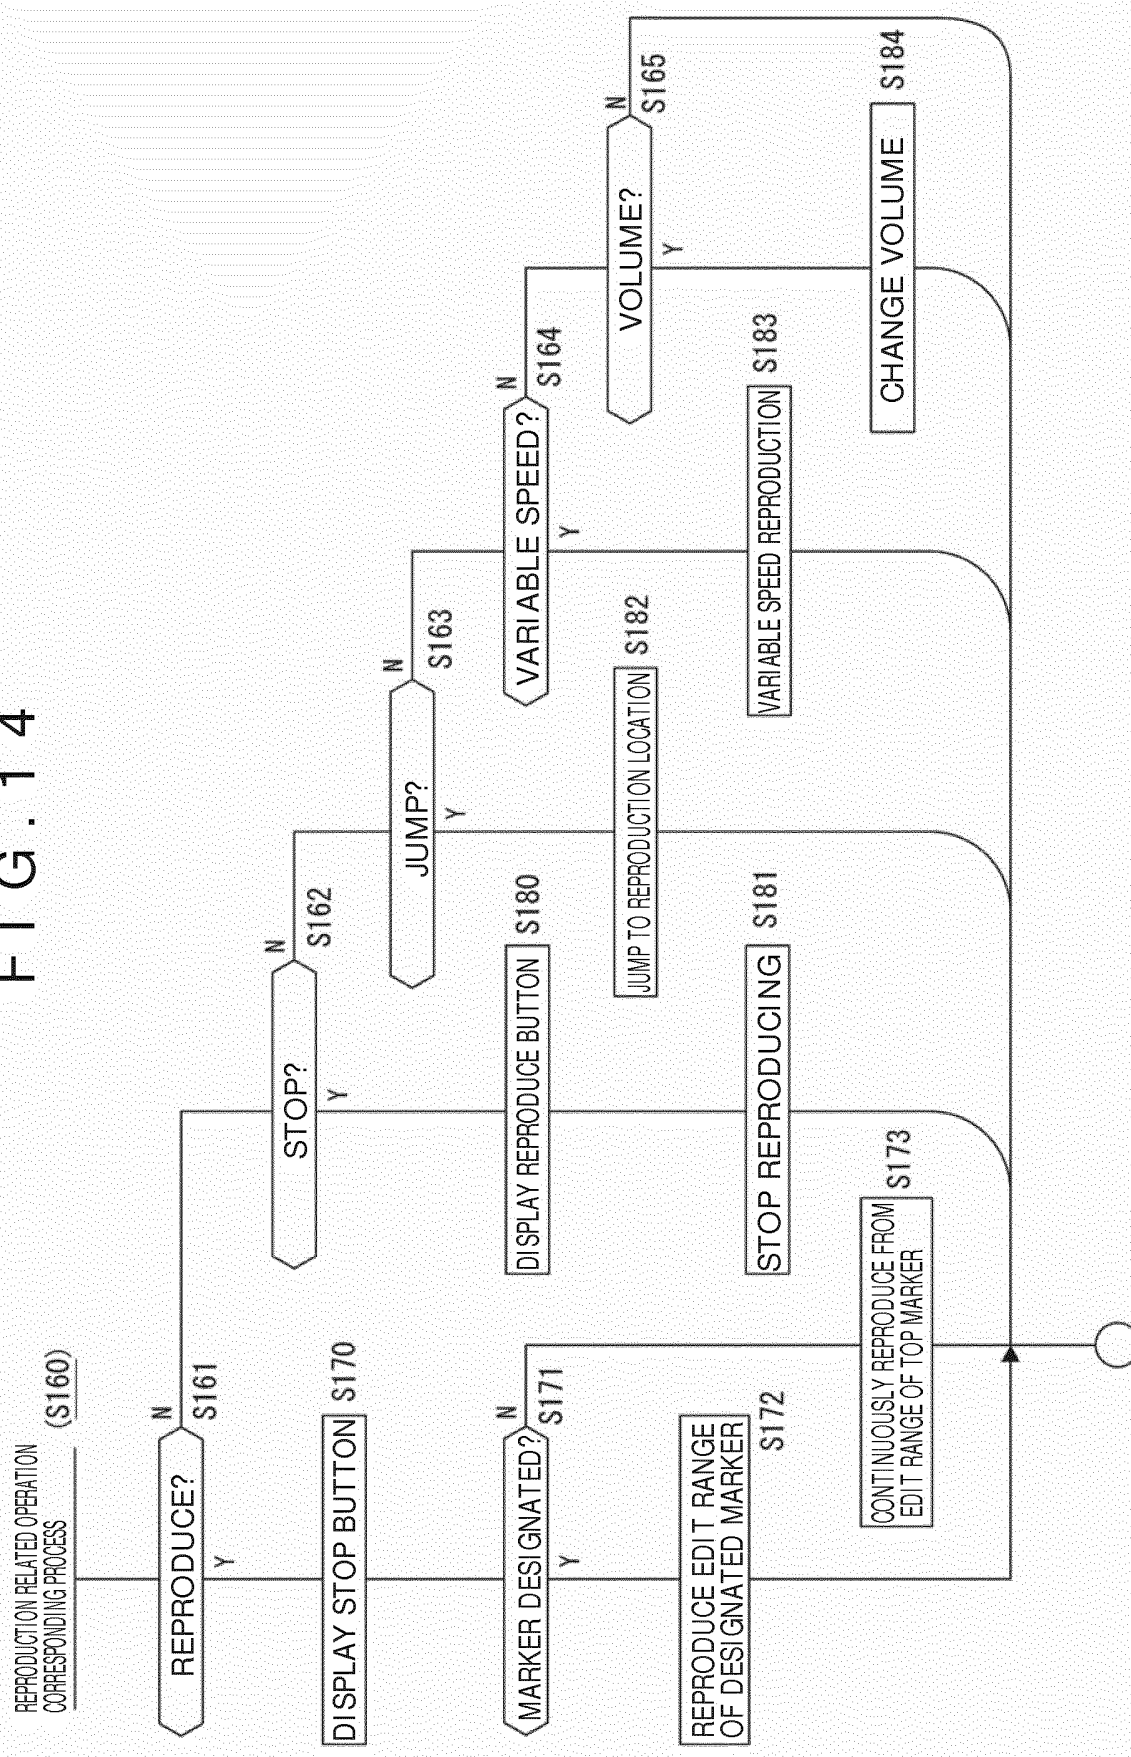 FIG.14
REPRODUCTION RELATED OPERATION
CORRESPONDING PROCESS
(S160)
REPRODUCE?
N
S161
Y
DISPLAY STOP BUTTON
S170
MARKER DESIGNATED?
N
S171
Y
REPRODUCE EDIT RANGE
OF DESIGNATED MARKER
S172
CONTINUOUSLY REPRODUCE FROM
EDIT RANGE OF TOP MARKER
S173
STOP?
N
S162
Y
DISPLAY REPRODUCE BUTTON
S180
STOP REPRODUCING
S181
JUMP?
N
S163
Y
JUMP TO REPRODUCTION LOCATION
S182
VARIABLE SPEED?
N
S164
Y
VARIABLE SPEED REPRODUCTION
S183
VOLUME?
N
S165
Y
CHANGE VOLUME
S184